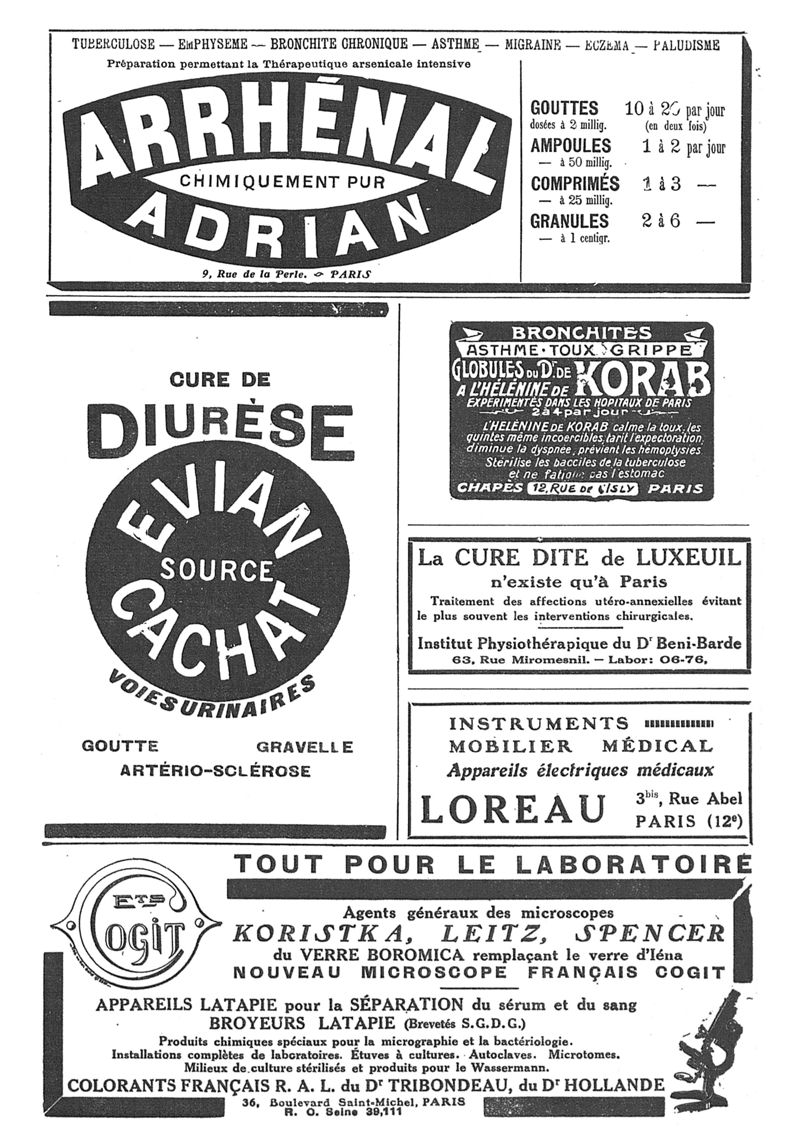 TUBERCULOSE — EMPHYSEME — BRONCHITE CHRONIQUE — ASTHME — MIGRAINE — ECZEMA — PALUDISME
Préparation permettant la Thérapeutique arsenicale intensive
ARRHÉNAL
CHIMIQUEMENT PUR
ADRIAN
9, Rue de la Perle. PARIS
GOUTTES 10 à 20 par jour
dosées à 2 millig. (en deux fois)
AMPOULES 1 à 2 par jour
— à 50 millig.
COMPRIMÉS 1 à 3 —
— à 25 millig.
GRANULES 2 à 6 —
— à 1 centigr.
CURE DE
DIURÈSE
EVIAN
SOURCE
CACHAT
VOIES URINAIRES
GOUTTE GRAVELLE
ARTÉRIO-SCLÉROSE
BRONCHITES
ASTHME·TOUX GRIPPE
GLOBULES DU Dr. DE
A L'HÉLÉNINE DE KORAB
EXPÉRIMENTÉS DANS LES HOPITAUX DE PARIS
2 à 4 par jour
L'HELÉNINE DE KORAB calme la toux, les
quintes même incoercibles, tarit l'expectoration,
diminue la dyspnée, prévient les hemoptysies
Stérilise les bacciles de la tuberculose
et ne fatigue pas l'estomac
CHAPÈS 12, RUE DE L'ISLY PARIS
La CURE DITE de LUXEUIL
n'existe qu'à Paris
Traitement des affections utéro-annexielles évitant
le plus souvent les interventions chirurgicales.
Institut Physiothérapique du Dr Beni-Barde
63, Rue Miromesnil. — Labor: 06-76,
INSTRUMENTS
MOBILIER MÉDICAL
Appareils électriques médicaux
LOREAU 3bis, Rue Abel
PARIS (12e)
TOUT POUR LE LABORATOIRE
ETS
COGIT
Agents généraux des microscopes
KORISTKA, LEITZ, SPENCER
du VERRE BOROMICA remplaçant le verre d'Iéna
NOUVEAU MICROSCOPE FRANÇAIS COGIT
APPAREILS LATAPIE pour la SÉPARATION du sérum et du sang
BROYEURS LATAPIE (Brevetés S.G.D.G.)
Produits chimiques spéciaux pour la micrographie et la bactériologie.
Installations complètes de laboratoires. Étuves à cultures. Autoclaves. Microtomes.
Milieux de culture stérilisés et produits pour le Wassermann.
COLORANTS FRANÇAIS R. A. L. du Dr TRIBONDEAU, du Dr HOLLANDE
36, Boulevard Saint-Michel, PARIS
R. C. Seine 39,111